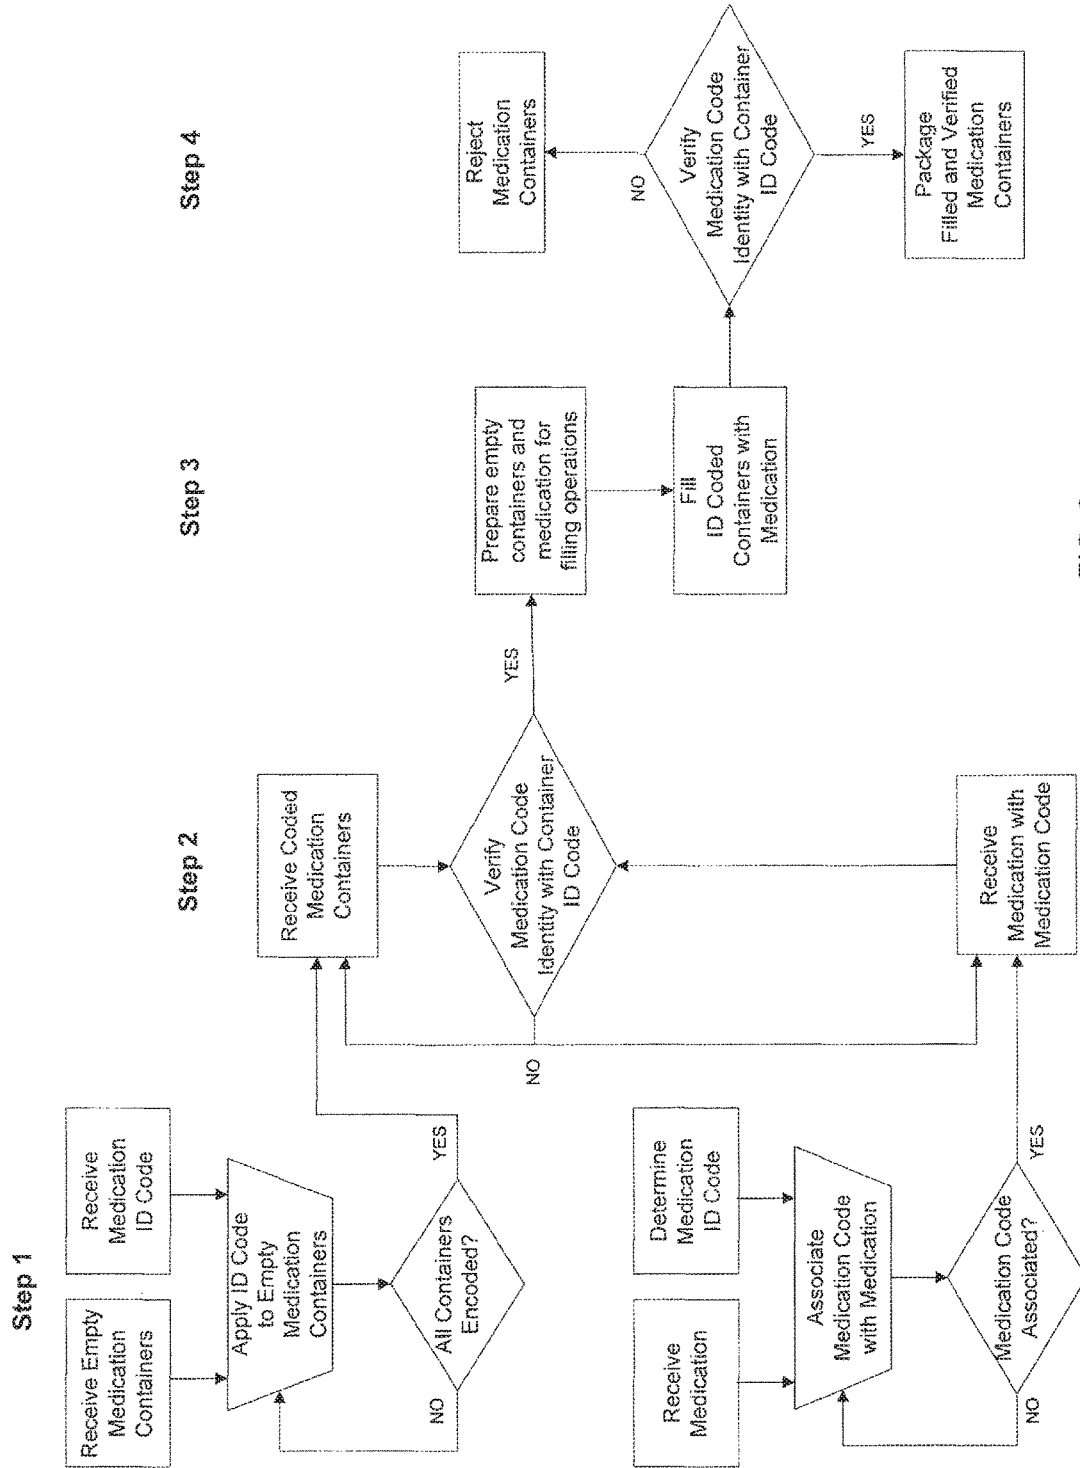 Step 1
Receive Empty
Medication
Containers
Receive
Medication
ID Code
Apply ID Code
to Empty
Medication
Containers
All Containers
Encoded?
NO
YES
Receive
Medication
Determine
Medication
ID Code
Associate
Medication Code
with Medication
Medication Code
Associated?
NO
YES
Step 2
Receive Coded
Medication
Containers
Verify
Medication Code
Identity with Container
ID Code
NO
YES
Receive
Medication with
Medication Code
Step 3
Prepare empty
containers and
medication for
filling operations
Fill
ID Coded
Containers with
Medication
Step 4
Reject
Medication
Containers
NO
Verify
Medication Code
Identity with Container
ID Code
YES
Package
Filled and Verified
Medication
Containers